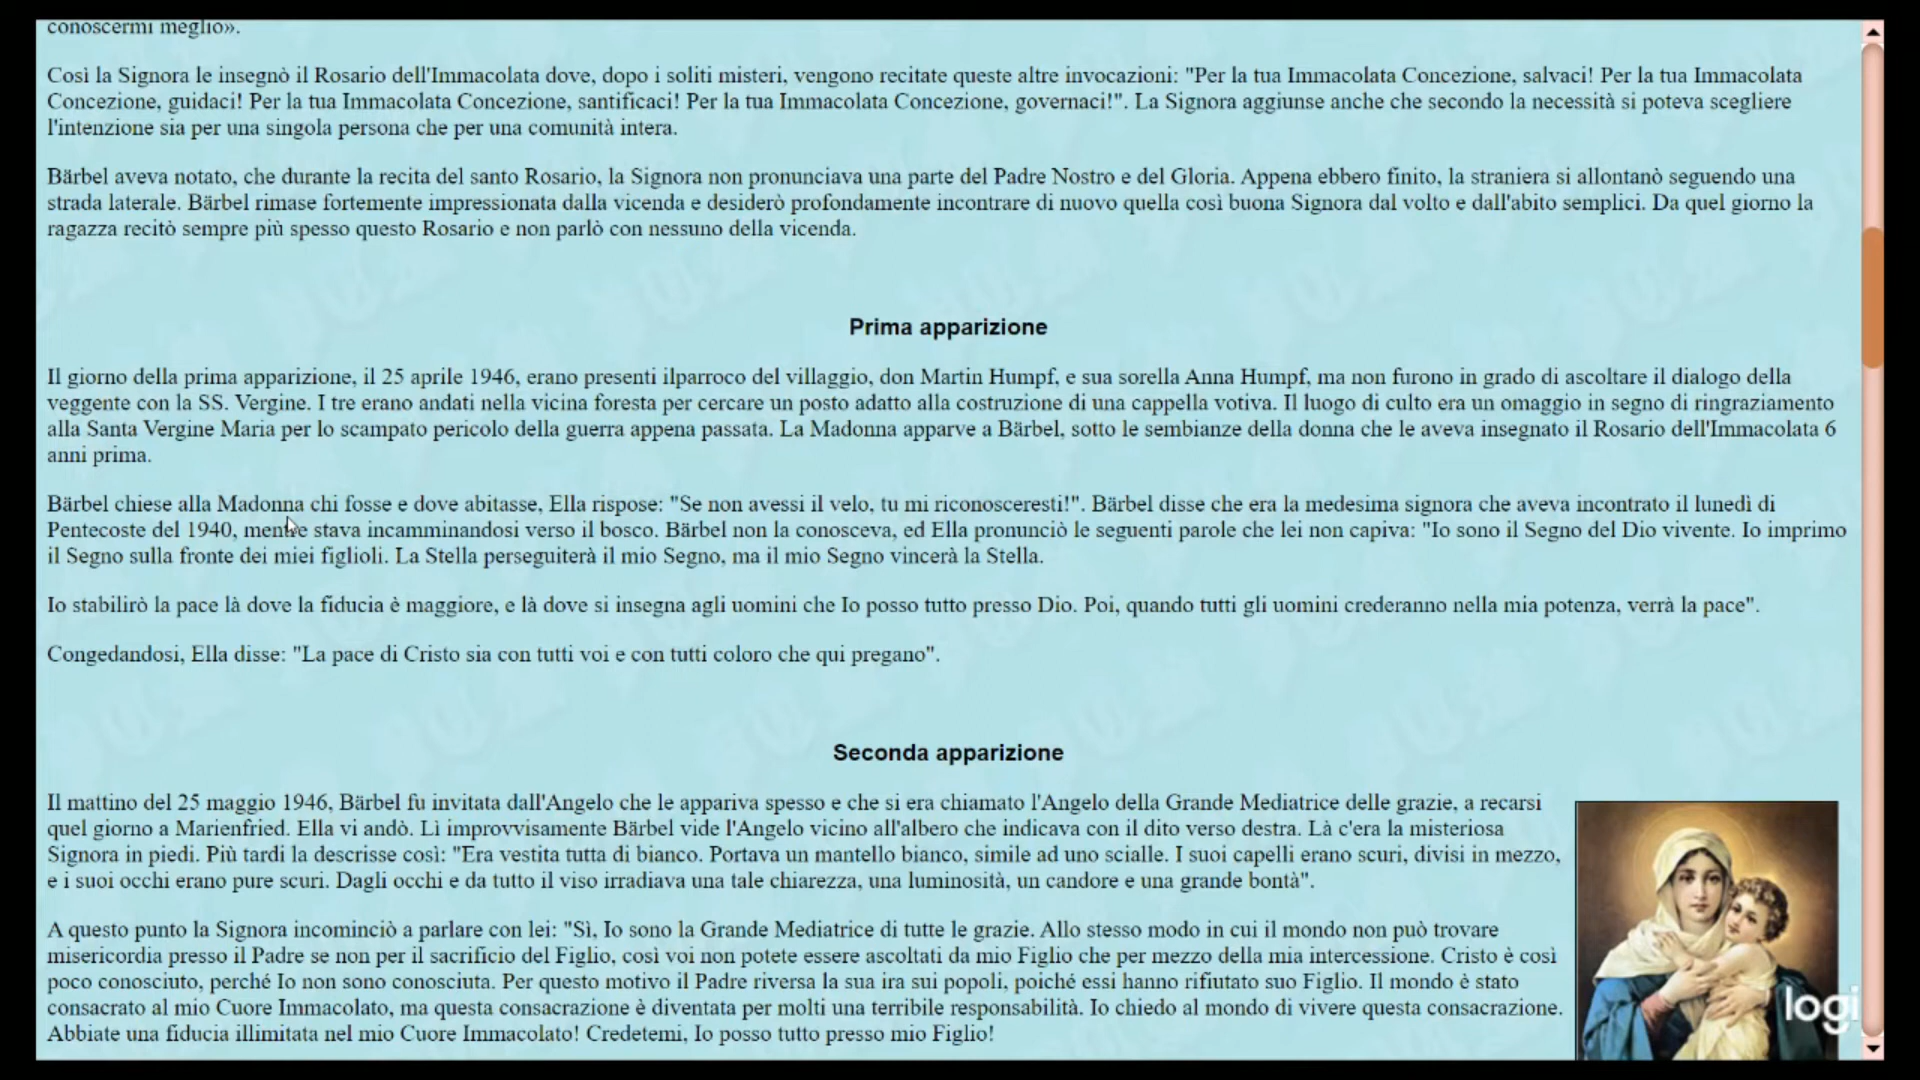 conoscermi meglio».
Così la Signora le insegnò il Rosario dell'Immacolata dove, dopo i soliti misteri, vengono recitate queste altre invocazioni: "Per la tua Immacolata Concezione, salvaci! Per la tua Immacolata
Concezione, guidaci! Per la tua Immacolata Concezione, santificaci! Per la tua Immacolata Concezione, governaci!". La Signora aggiunse anche che secondo la necessità si poteva scegliere
l'intenzione sia per una singola persona che per una comunità intera.
Bärbel aveva notato, che durante la recita del santo Rosario, la Signora non pronunciava una parte del Padre Nostro e del Gloria. Appena ebbero finito, la straniera si allontanò seguendo una
strada laterale. Bärbel rimase fortemente impressionata dalla vicenda e desiderò profondamente incontrare di nuovo quella così buona Signora dal volto e dall'abito semplici. Da quel giorno la
ragazza recitò sempre più spesso questo Rosario e non parlò con nessuno della vicenda.
Prima apparizione
Il giorno della prima apparizione, il 25 aprile 1946, erano presenti ilparroco del villaggio, don Martin Humpf, e sua sorella Anna Humpf, ma non furono in grado di ascoltare il dialogo della
veggente con la SS. Vergine. I tre erano andati nella vicina foresta per cercare un posto adatto alla costruzione di una cappella votiva. Il luogo di culto era un omaggio in segno di ringraziamento
alla Santa Vergine Maria per lo scampato pericolo della guerra appena passata. La Madonna apparve a Bärbel, sotto le sembianze della donna che le aveva insegnato il Rosario dell'Immacolata 6
anni prima.
Bärbel chiese alla Madonna chi fosse e dove abitasse, Ella rispose: "Se non avessi il velo, tu mi riconosceresti!". Bärbel disse che era la medesima signora che aveva incontrato il lunedì di
Pentecoste del 1940, mentre stava incamminandosi verso il bosco. Bärbel non la conosceva, ed Ella pronunciò le seguenti parole che lei non capiva: "Io sono il Segno del Dio vivente. Io imprimo
il Segno sulla fronte dei miei figlioli. La Stella perseguiterà il mio Segno, ma il mio Segno vincerà la Stella.
Io stabilirò la pace là dove la fiducia è maggiore, e là dove si insegna agli uomini che Io posso tutto presso Dio. Poi, quando tutti gli uomini crederanno nella mia potenza, verrà la pace".
Congedandosi, Ella disse: "La pace di Cristo sia con tutti voi e con tutti coloro che qui pregano".
Seconda apparizione
Il mattino del 25 maggio 1946, Bärbel fu invitata dall'Angelo che le appariva spesso e che si era chiamato l'Angelo della Grande Mediatrice delle grazie, a recarsi
quel giorno a Marienfried. Ella vi andò. Lì improvvisamente Bärbel vide l'Angelo vicino all'albero che indicava con il dito verso destra. Là c'era la misteriosa
Signora in piedi. Più tardi la descrisse così: "Era vestita tutta di bianco. Portava un mantello bianco, simile ad uno scialle. I suoi capelli erano scuri, divisi in mezzo,
e i suoi occhi erano pure scuri. Dagli occhi e da tutto il viso irradiava una tale chiarezza, una luminosità, un candore e una grande bontà".
A questo punto la Signora incominciò a parlare con lei: "Sì, Io sono la Grande Mediatrice di tutte le grazie. Allo stesso modo in cui il mondo non può trovare
misericordia presso il Padre se non per il sacrificio del Figlio, così voi non potete essere ascoltati da mio Figlio che per mezzo della mia intercessione. Cristo è così
poco conosciuto, perché Io non sono conosciuta. Per questo motivo il Padre riversa la sua ira sui popoli, poiché essi hanno rifiutato suo Figlio. Il mondo è stato
consacrato al mio Cuore Immacolato, ma questa consacrazione è diventata per molti una terribile responsabilità. Io chiedo al mondo di vivere questa consacrazione.
Abbiate una fiducia illimitata nel mio Cuore Immacolato! Credetemi, Io posso tutto presso mio Figlio!
logi